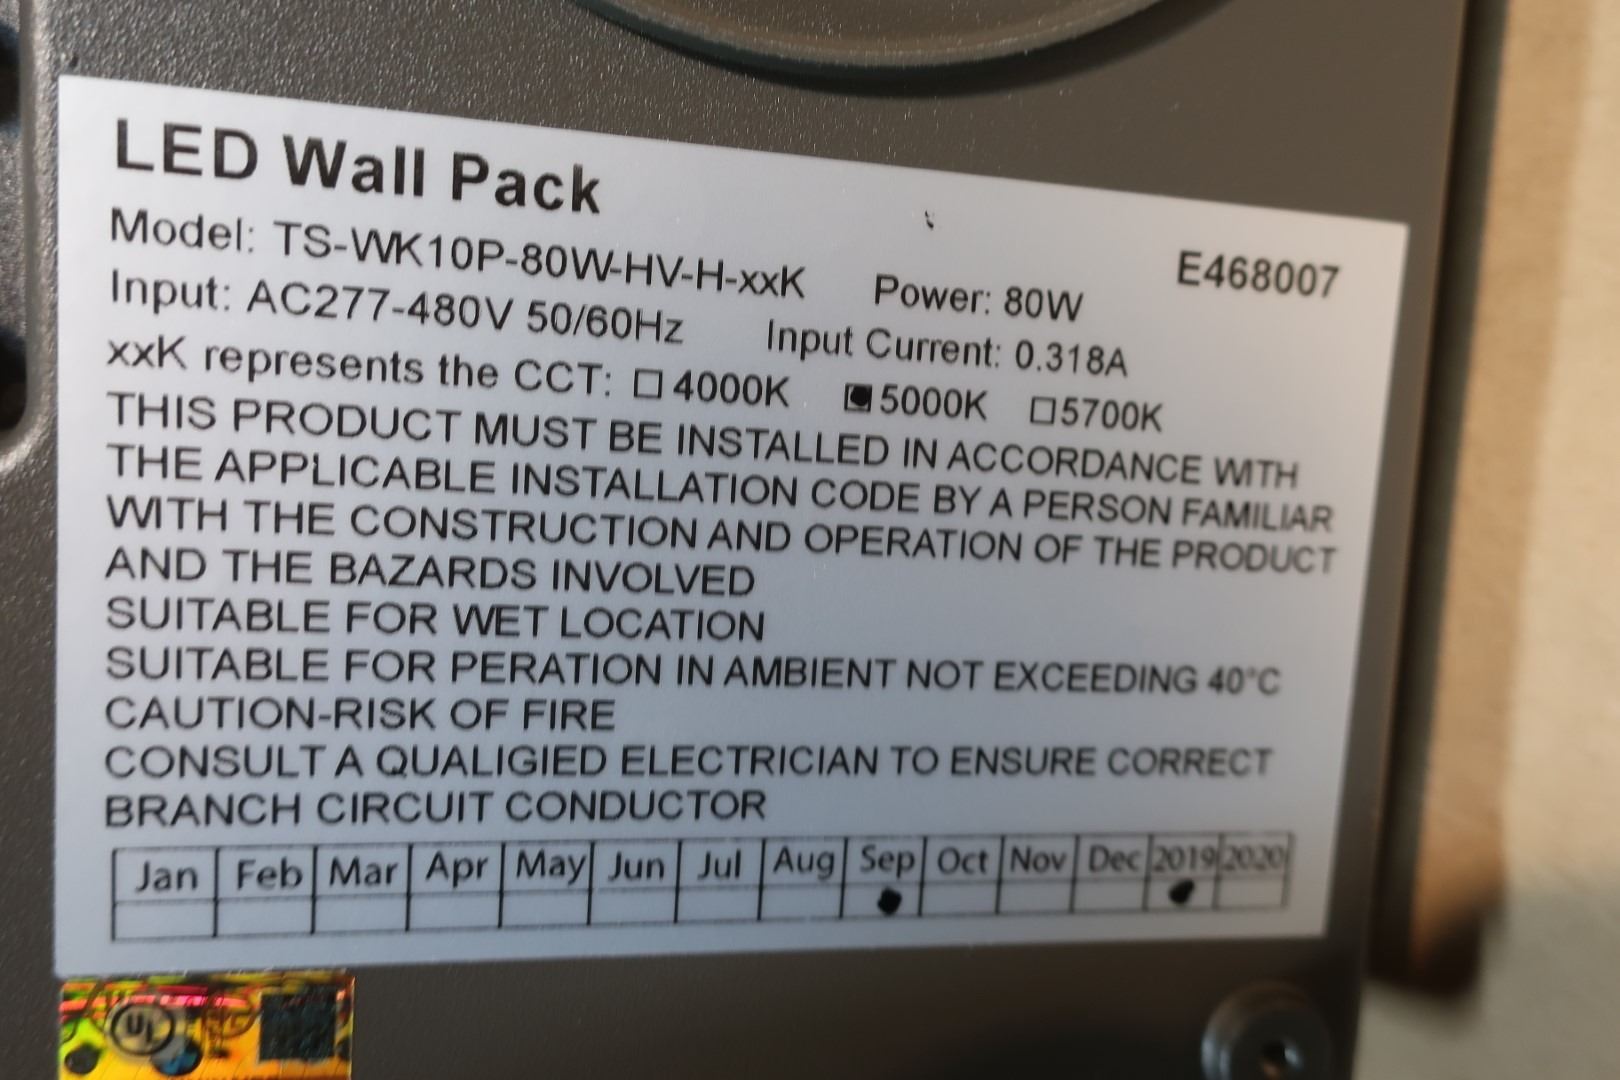 LED Wall Pack
Model: TS-WK10P-80W-HV-H-xxK Power: 80W E468007
Input: AC277-480V 50/60Hz Input Current: 0.318A
xxK represents the CCT: □ 4000K ▣ 5000K □ 5700K
THIS PRODUCT MUST BE INSTALLED IN ACCORDANCE WITH
THE APPLICABLE INSTALLATION CODE BY A PERSON FAMILIAR
WITH THE CONSTRUCTION AND OPERATION OF THE PRODUCT
AND THE BAZARDS INVOLVED
SUITABLE FOR WET LOCATION
SUITABLE FOR PERATION IN AMBIENT NOT EXCEEDING 40°C
CAUTION-RISK OF FIRE
CONSULT A QUALIGIED ELECTRICIAN TO ENSURE CORRECT
BRANCH CIRCUIT CONDUCTOR
Jan Feb Mar Apr May Jun Jul Aug Sep Oct Nov Dec 2019 2020
UL